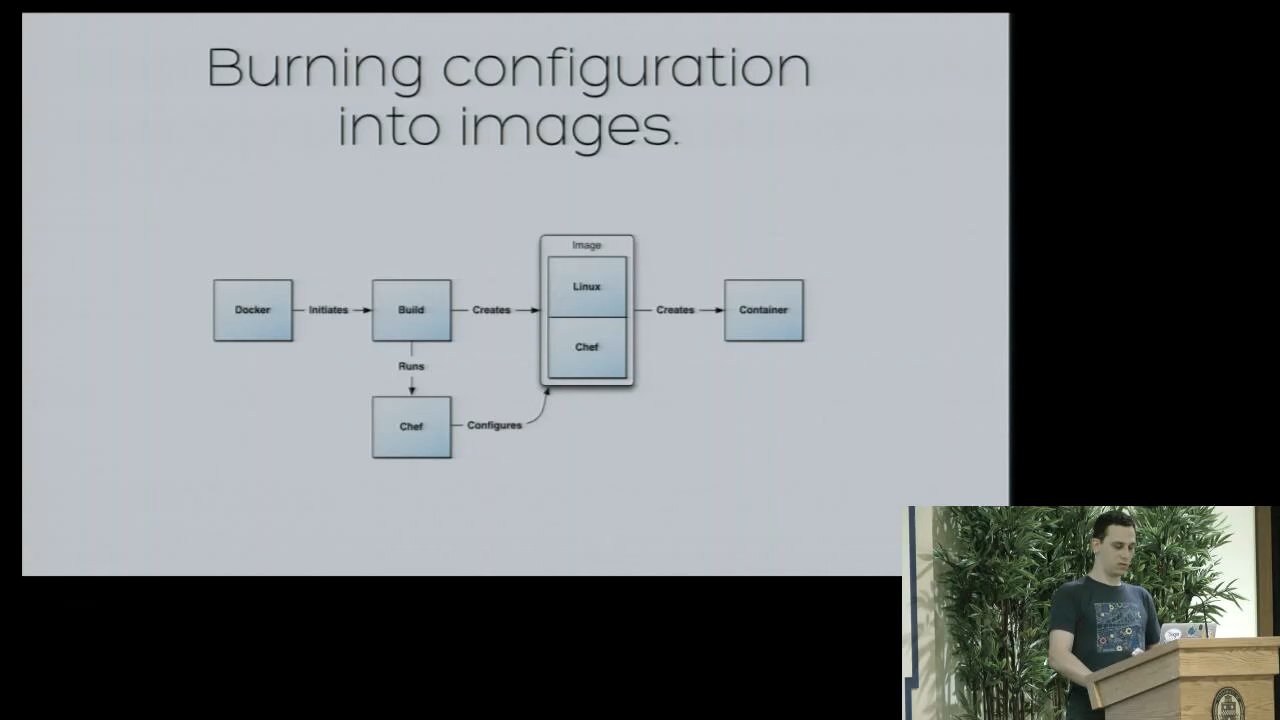 Burning configuration
into images.
Image
Linux
Docker
Initiates
Build
Creates
Creates
Container
Chef
Runs
Chef
Configures